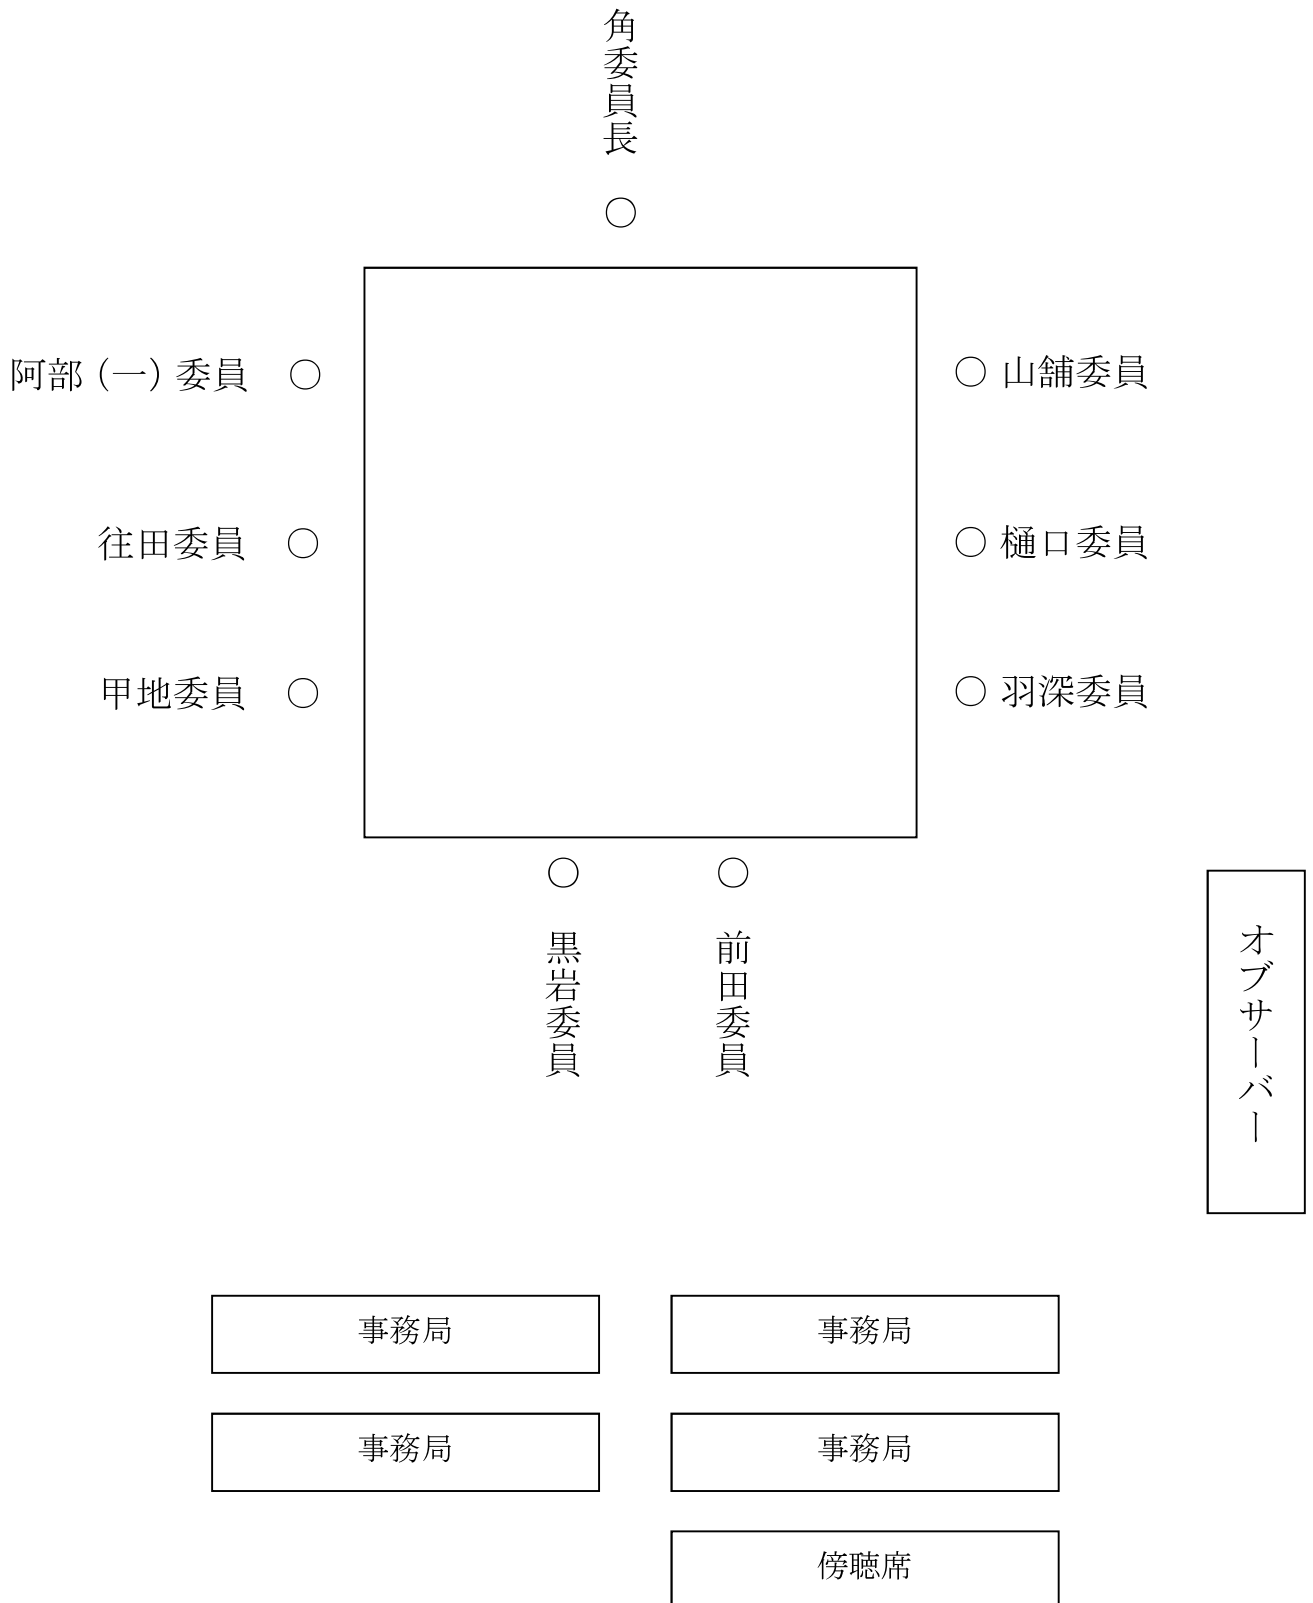 角委員長
○
阿部（一）委員 ○
○ 山舗委員
往田委員 ○
○ 樋口委員
甲地委員 ○
○ 羽深委員
○ ○
黒岩委員
前田委員
オブサーバー
事務局
事務局
事務局
事務局
傍聴席